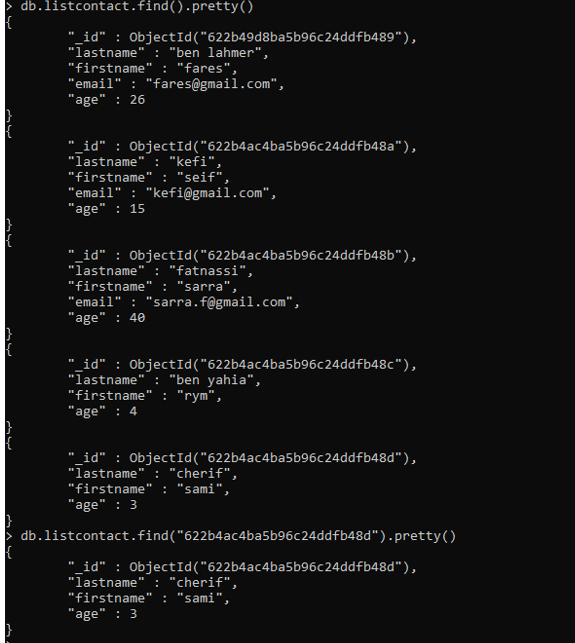 > db.listcontact.find().pretty()
{
"_id" : ObjectId("622b49d8ba5b96c24ddfb489"),
"lastname" : "ben lahmer",
"firstname" : "fares",
"email" : "fares@gmail.com",
"age" : 26
}
{
"_id" : ObjectId("622b4ac4ba5b96c24ddfb48a"),
"lastname" : "kefi",
"firstname" : "seif",
"email" : "kefi@gmail.com",
"age" : 15
}
{
"_id" : ObjectId("622b4ac4ba5b96c24ddfb48b"),
"lastname" : "fatnassi",
"firstname" : "sarra",
"email" : "sarra.f@gmail.com",
"age" : 40
}
{
"_id" : ObjectId("622b4ac4ba5b96c24ddfb48c"),
"lastname" : "ben yahia",
"firstname" : "rym",
"age" : 4
}
{
"_id" : ObjectId("622b4ac4ba5b96c24ddfb48d"),
"lastname" : "cherif",
"firstname" : "sami",
"age" : 3
}
> db.listcontact.find("622b4ac4ba5b96c24ddfb48d").pretty()
{
"_id" : ObjectId("622b4ac4ba5b96c24ddfb48d"),
"lastname" : "cherif",
"firstname" : "sami",
"age" : 3
}